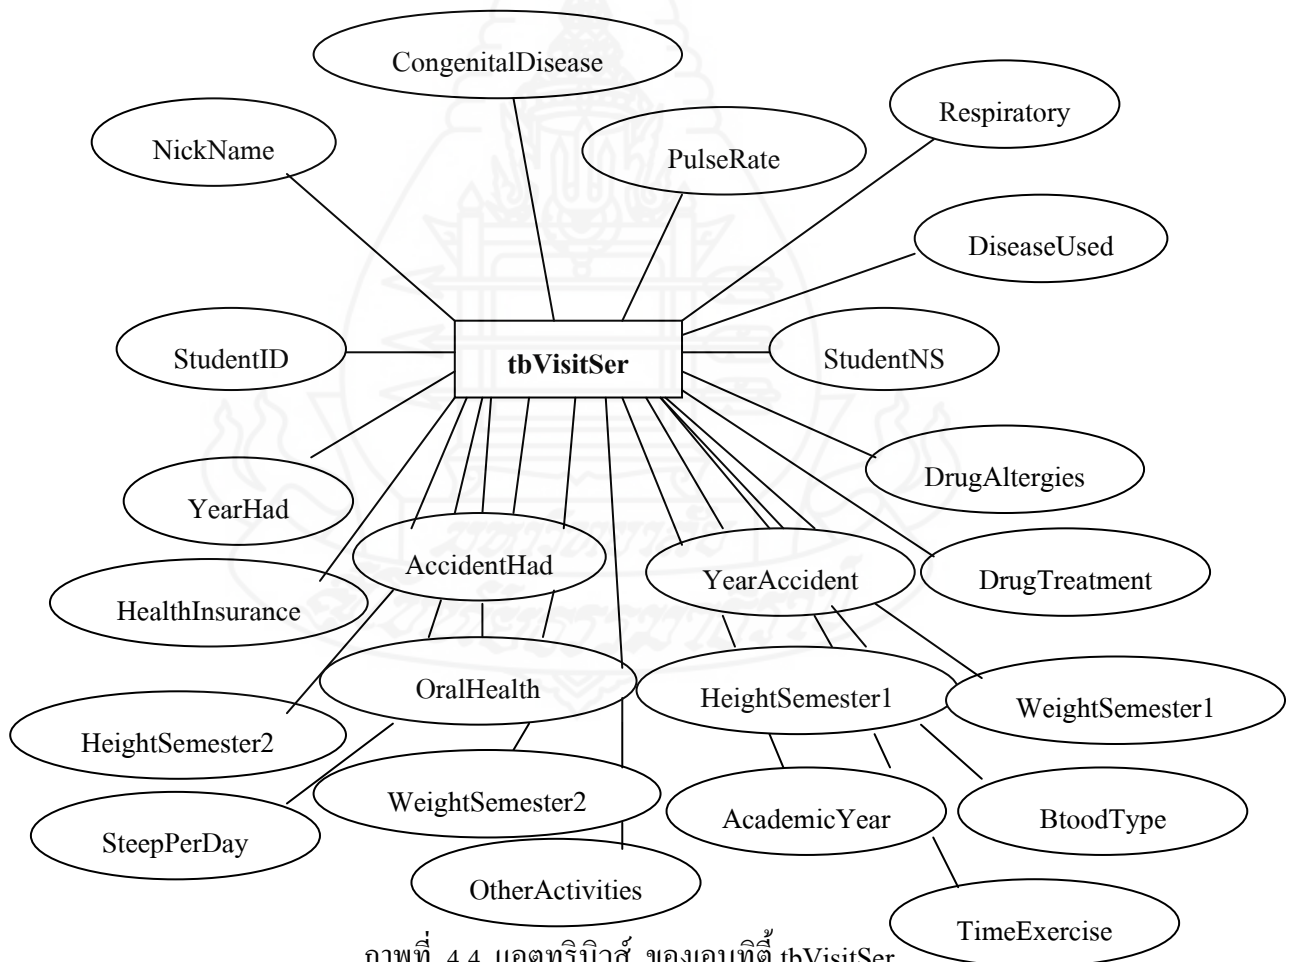 CongenitalDisease
Respiratory
NickName
PulseRate
DiseaseUsed
StudentID
tbVisitSer
StudentNS
DrugAltergies
YearHad
AccidentHad
YearAccident
DrugTreatment
HealthInsurance
OralHealth
HeightSemester1
WeightSemester1
HeightSemester2
WeightSemester2
AcademicYear
BtoodType
SteepPerDay
OtherActivities
TimeExercise
ภาพที่ 4.4 แอตทริบิวส์ ของเอนทิตี้ tbVisitSer